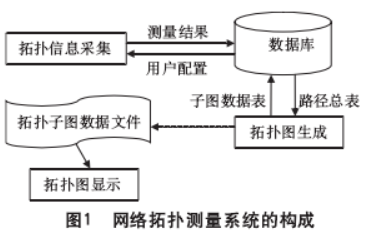 测量结果
拓扑信息采集
数据库
用户配置
子图数据表
路径总表
拓扑子图数据文件
拓扑图生成
拓扑图显示
图1 网络拓扑测量系统的构成